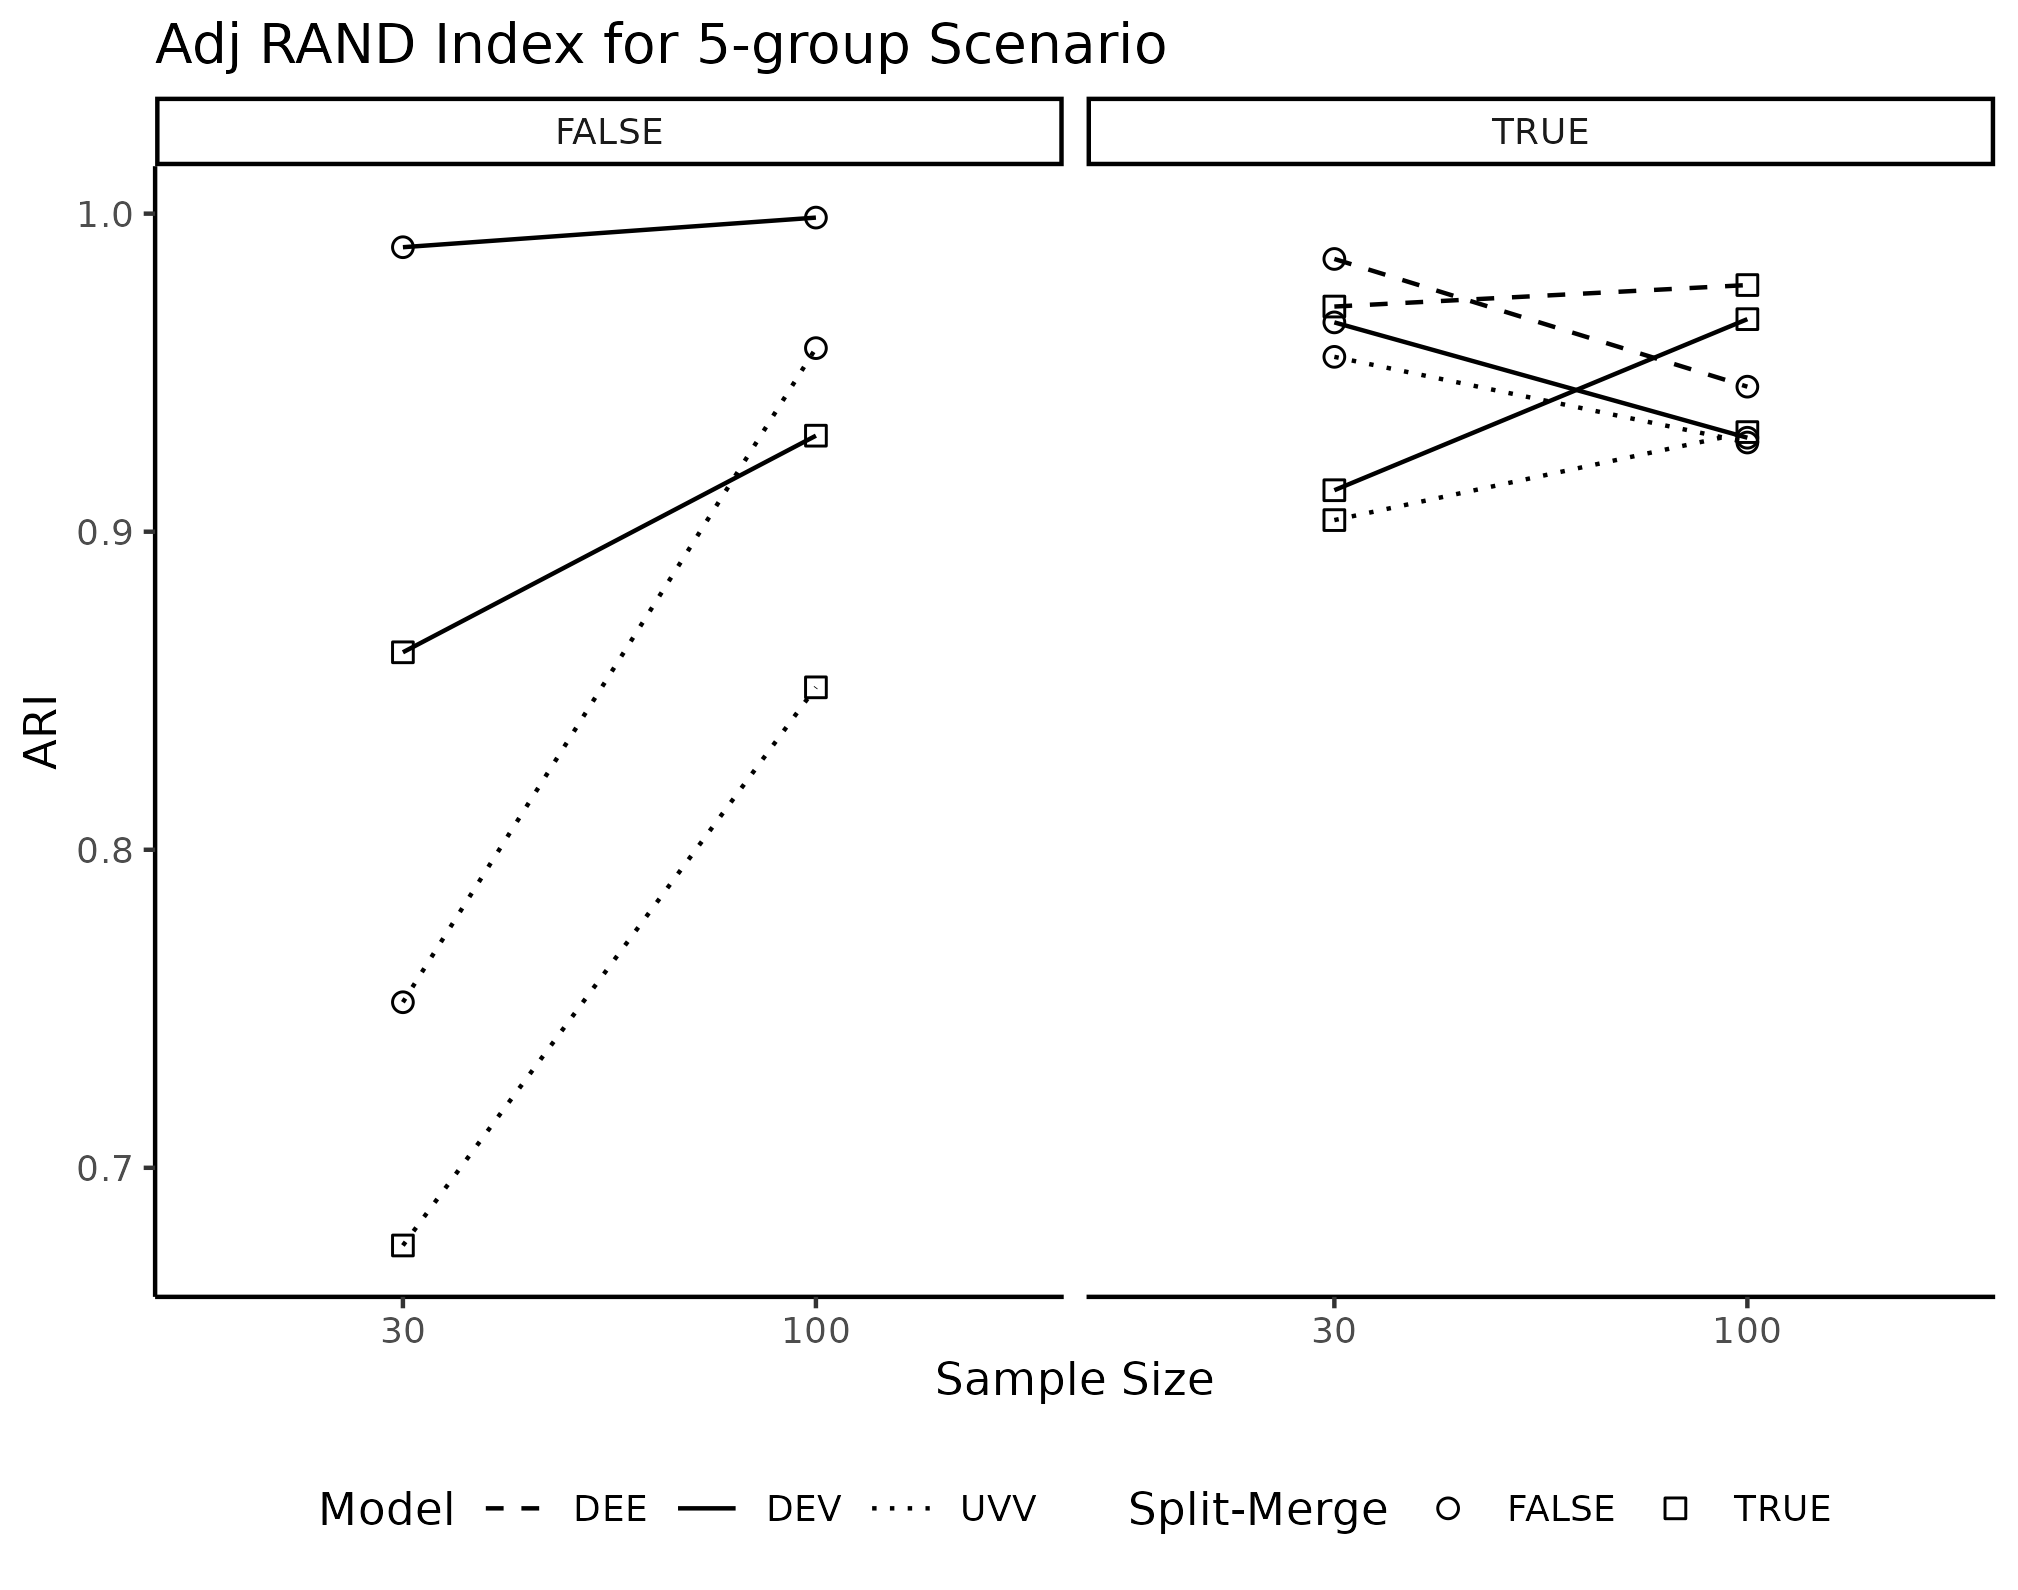 Adj RAND Index for 5-group Scenario
FALSE
TRUE
1.0
0.9
0.8
0.7
ARI
30
100
30
100
Sample Size
Model DEE DEV UVV Split-Merge FALSE TRUE